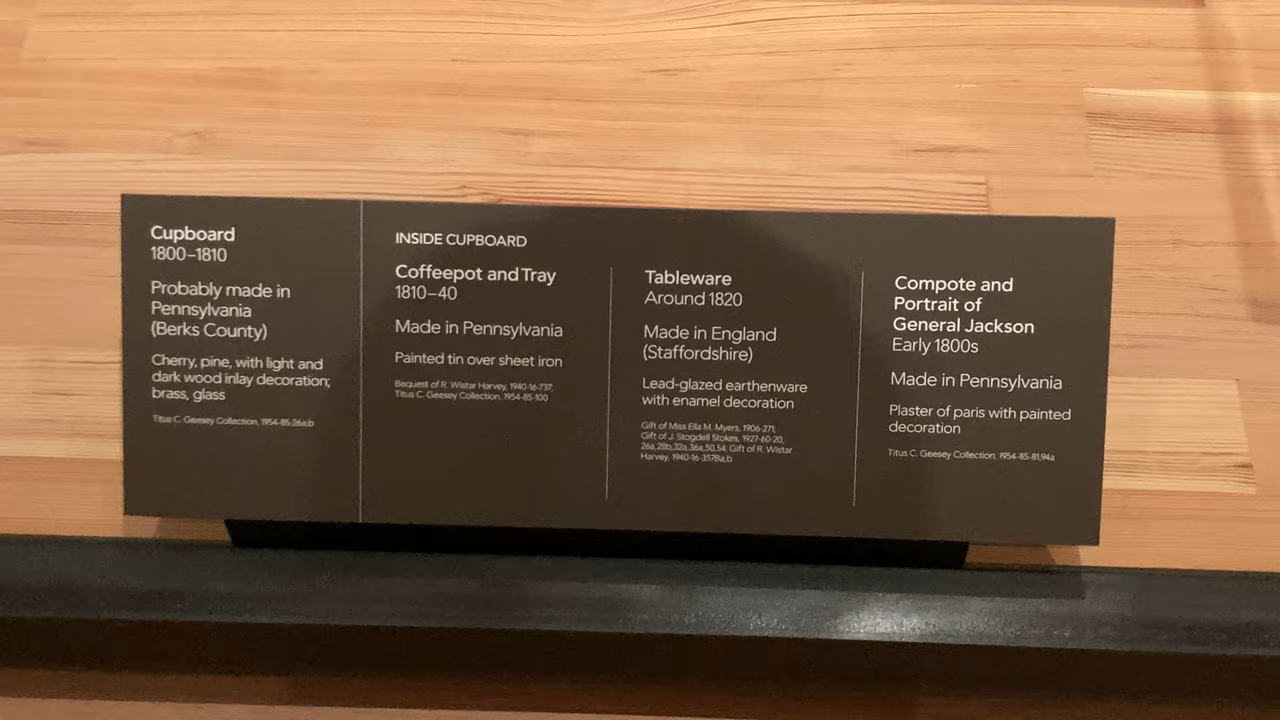 Cupboard
1800–1810
Probably made in
Pennsylvania
(Berks County)
Cherry, pine, with light and
dark wood inlay decoration;
brass, glass
Titus C. Geesey Collection, 1954-85-26a,b
INSIDE CUPBOARD
Coffeepot and Tray
1810–40
Made in Pennsylvania
Painted tin over sheet iron
Bequest of R. Wistar Harvey, 1940-16-737;
Titus C. Geesey Collection, 1954-85-100
Tableware
Around 1820
Made in England
(Staffordshire)
Lead-glazed earthenware
with enamel decoration
Gift of Miss Ella M. Myers, 1906-271;
Gift of J. Stogdell Stokes, 1927-60-20,
26a,28b,32a,36a,50,54; Gift of R. Wistar
Harvey, 1940-16-357Ba,b
Compote and
Portrait of
General Jackson
Early 1800s
Made in Pennsylvania
Plaster of paris with painted
decoration
Titus C. Geesey Collection, 1954-85-81,94a